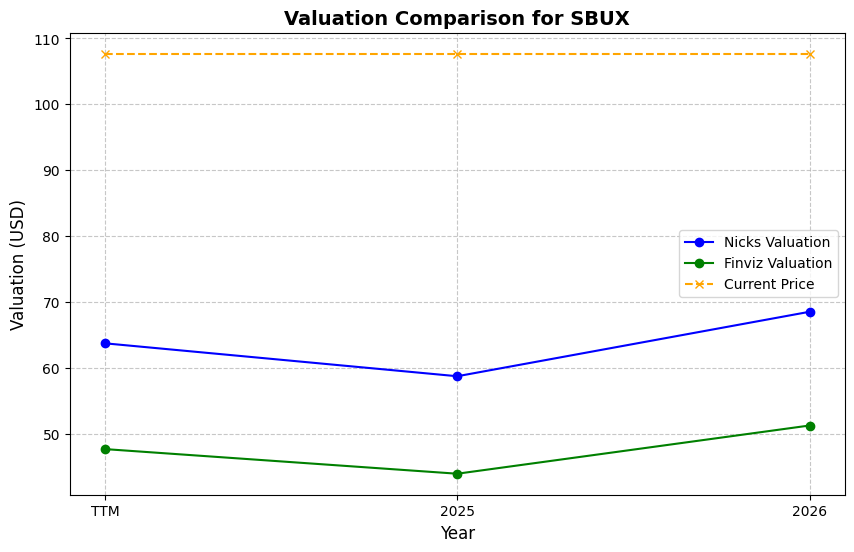 Valuation Comparison for SBUX
110
100
90
80
70
60
50
Valuation (USD)
Nicks Valuation
Finviz Valuation
Current Price
TTM 2025 2026
Year